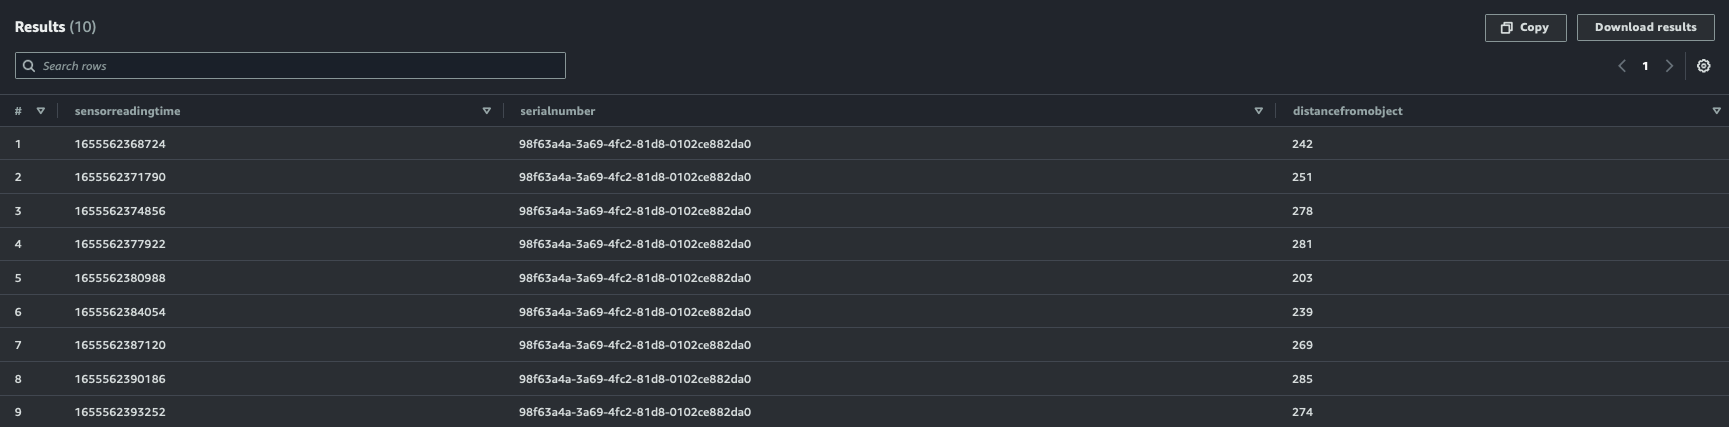 Results (10)
Copy
Download results
Search rows
1
# sensorreadingtime serialnumber distancefromobject
1 1655562368724 98f63a4a-3a69-4fc2-81d8-0102ce882da0 242
2 1655562371790 98f63a4a-3a69-4fc2-81d8-0102ce882da0 251
3 1655562374856 98f63a4a-3a69-4fc2-81d8-0102ce882da0 278
4 1655562377922 98f63a4a-3a69-4fc2-81d8-0102ce882da0 281
5 1655562380988 98f63a4a-3a69-4fc2-81d8-0102ce882da0 203
6 1655562384054 98f63a4a-3a69-4fc2-81d8-0102ce882da0 239
7 1655562387120 98f63a4a-3a69-4fc2-81d8-0102ce882da0 269
8 1655562390186 98f63a4a-3a69-4fc2-81d8-0102ce882da0 285
9 1655562393252 98f63a4a-3a69-4fc2-81d8-0102ce882da0 274